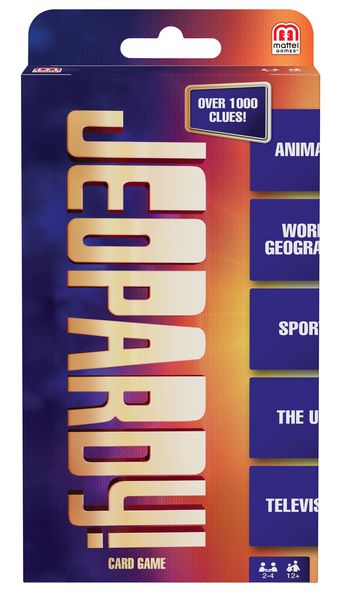 mattel
GAMES
OVER 1000
CLUES!
JEOPARDY!
ANIMA
WORL
GEOGRA
SPOR
THE U
TELEVIS
CARD GAME
2-4
12+